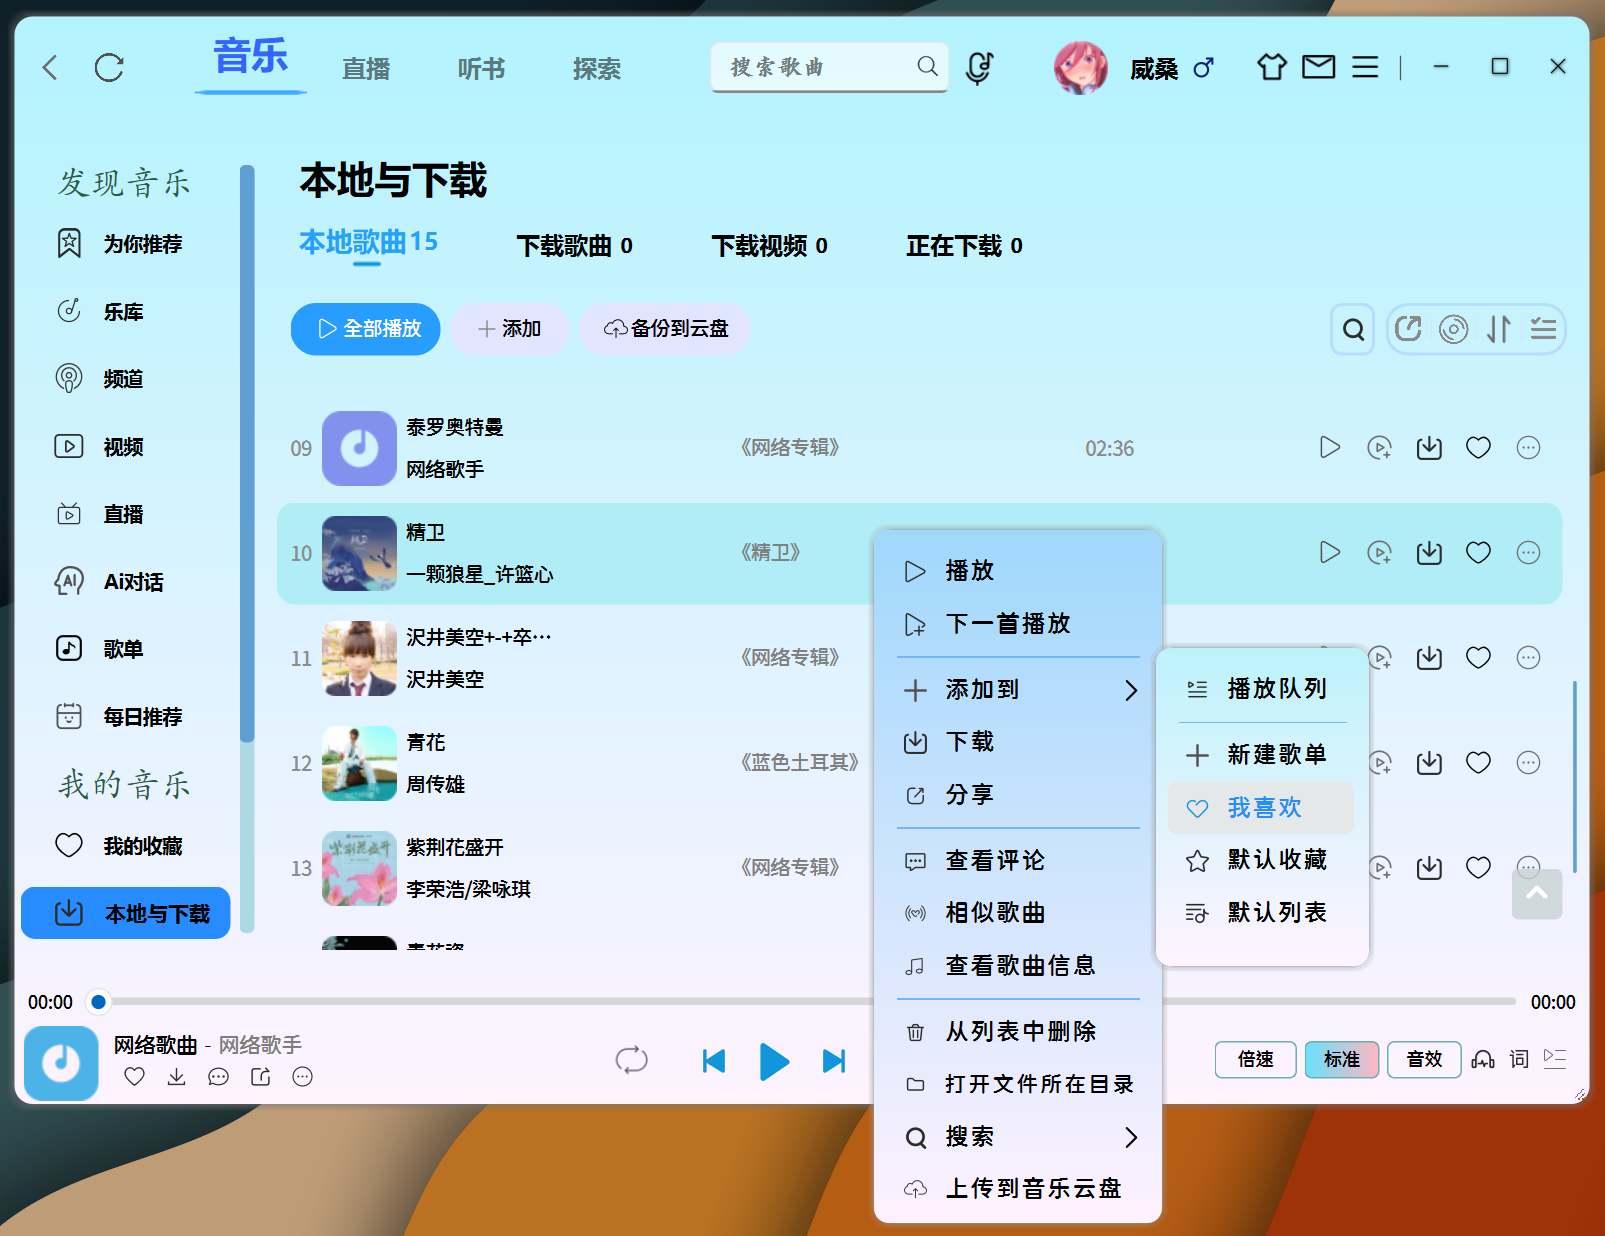 音乐
直播
听书
探索
搜索歌曲
威桑
发现音乐
为你推荐
乐库
频道
视频
直播
Ai对话
歌单
每日推荐
我的音乐
我的收藏
本地与下载
本地与下载
本地歌曲15
下载歌曲 0
下载视频 0
正在下载 0
全部播放
添加
备份到云盘
09
泰罗奥特曼
网络歌手
《网络专辑》
02:36
10
精卫
一颗狼星_许篮心
《精卫》
11
沢井美空+-+卒…
沢井美空
《网络专辑》
12
青花
周传雄
《蓝色土耳其》
13
紫荆花盛开
李荣浩/梁咏琪
《网络专辑》
播放
下一首播放
添加到
下载
分享
查看评论
相似歌曲
查看歌曲信息
从列表中删除
打开文件所在目录
搜索
上传到音乐云盘
播放队列
新建歌单
我喜欢
默认收藏
默认列表
00:00
00:00
网络歌曲 - 网络歌手
倍速
标准
音效
词